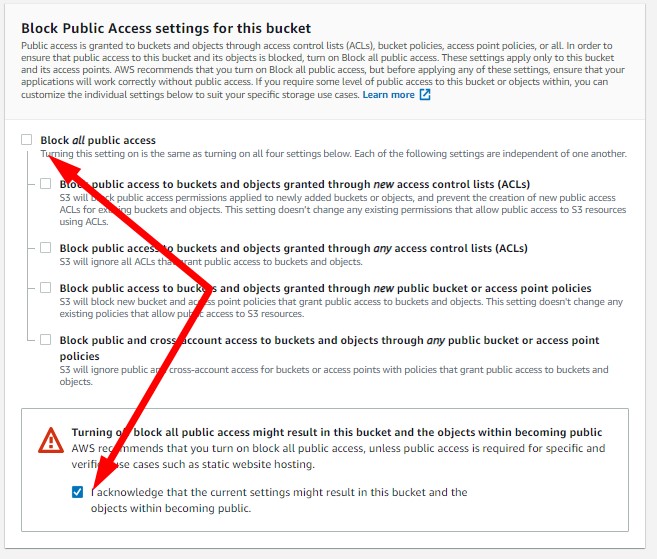 Block Public Access settings for this bucket
Public access is granted to buckets and objects through access control lists (ACLs), bucket policies, access point policies, or all. In order to
ensure that public access to this bucket and its objects is blocked, turn on Block all public access. These settings apply only to this bucket
and its access points. AWS recommends that you turn on Block all public access, but before applying any of these settings, ensure that your
applications will work correctly without public access. If you require some level of public access to this bucket or objects within, you can
customize the individual settings below to suit your specific storage use cases. Learn more
Block all public access
Turning this setting on is the same as turning on all four settings below. Each of the following settings are independent of one another.
Block public access to buckets and objects granted through new access control lists (ACLs)
S3 will block public access permissions applied to newly added buckets or objects, and prevent the creation of new public access
ACLs for existing buckets and objects. This setting doesn't change any existing permissions that allow public access to S3 resources
using ACLs.
Block public access to buckets and objects granted through any access control lists (ACLs)
S3 will ignore all ACLs that grant public access to buckets and objects.
Block public access to buckets and objects granted through new public bucket or access point policies
S3 will block new bucket and access point policies that grant public access to buckets and objects. This setting doesn't change any
existing policies that allow public access to S3 resources.
Block public and cross-account access to buckets and objects through any public bucket or access point
policies
S3 will ignore public and cross-account access for buckets or access points with policies that grant public access to buckets and
objects.
Turning off block all public access might result in this bucket and the objects within becoming public
AWS recommends that you turn on block all public access, unless public access is required for specific and
verified use cases such as static website hosting.
I acknowledge that the current settings might result in this bucket and the
objects within becoming public.